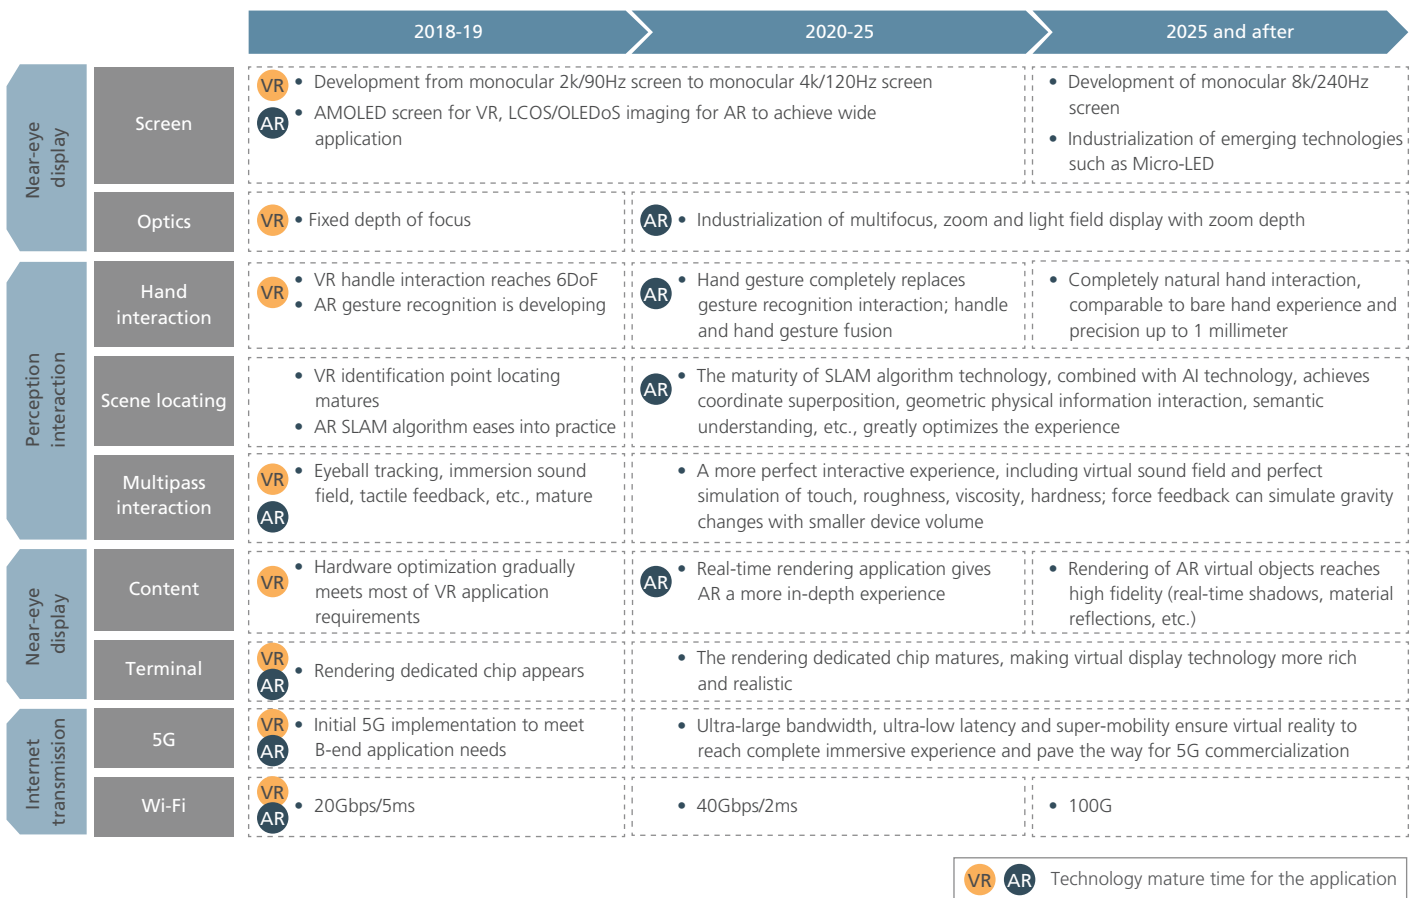 2018-19
2020-25
2025 and after
Near-eye
display
Screen
VR
AR
• Development from monocular 2k/90Hz screen to monocular 4k/120Hz screen
• AMOLED screen for VR, LCOS/OLEDoS imaging for AR to achieve wide
application
• Development of monocular 8k/240Hz
screen
• Industrialization of emerging technologies
such as Micro-LED
Optics
VR
• Fixed depth of focus
AR
• Industrialization of multifocus, zoom and light field display with zoom depth
Perception
interaction
Hand
interaction
VR
• VR handle interaction reaches 6DoF
• AR gesture recognition is developing
AR
• Hand gesture completely replaces
gesture recognition interaction; handle
and hand gesture fusion
• Completely natural hand interaction,
comparable to bare hand experience and
precision up to 1 millimeter
Scene locating
• VR identification point locating
matures
• AR SLAM algorithm eases into practice
AR
• The maturity of SLAM algorithm technology, combined with AI technology, achieves
coordinate superposition, geometric physical information interaction, semantic
understanding, etc., greatly optimizes the experience
Multipass
interaction
VR
AR
• Eyeball tracking, immersion sound
field, tactile feedback, etc., mature
• A more perfect interactive experience, including virtual sound field and perfect
simulation of touch, roughness, viscosity, hardness; force feedback can simulate gravity
changes with smaller device volume
Near-eye
display
Content
VR
• Hardware optimization gradually
meets most of VR application
requirements
AR
• Real-time rendering application gives
AR a more in-depth experience
• Rendering of AR virtual objects reaches
high fidelity (real-time shadows, material
reflections, etc.)
Terminal
VR
AR
• Rendering dedicated chip appears
• The rendering dedicated chip matures, making virtual display technology more rich
and realistic
Internet
transmission
5G
VR
AR
• Initial 5G implementation to meet
B-end application needs
• Ultra-large bandwidth, ultra-low latency and super-mobility ensure virtual reality to
reach complete immersive experience and pave the way for 5G commercialization
Wi-Fi
VR
AR
• 20Gbps/5ms
• 40Gbps/2ms
• 100G
VR AR Technology mature time for the application